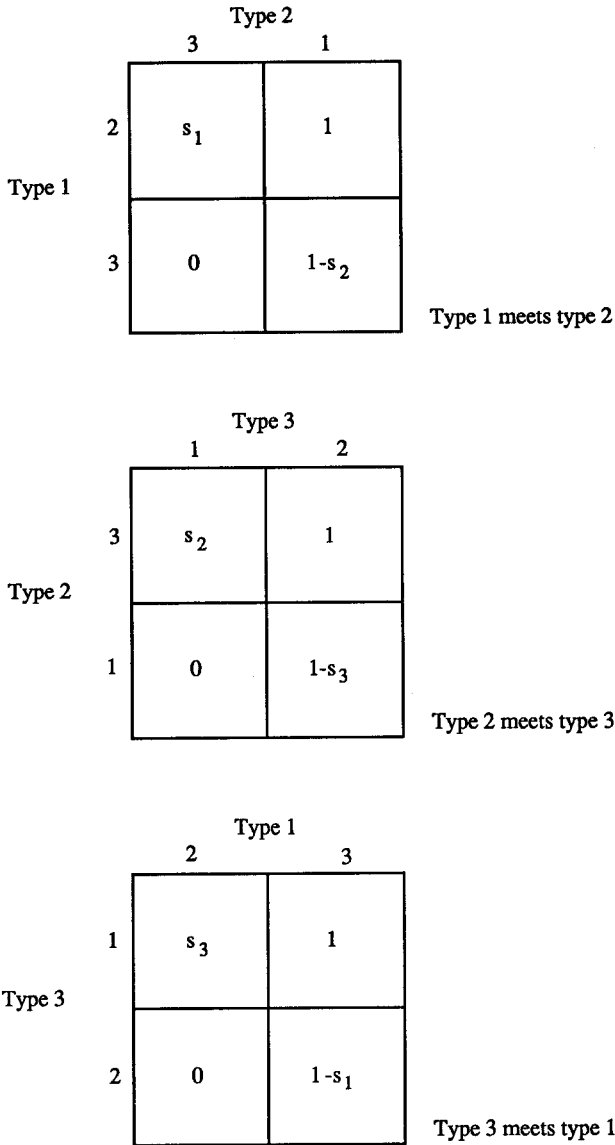 Type 2
3 1
2 s₁ 1
Type 1
3 0 1-s₂
Type 1 meets type 2
Type 3
1 2
3 s₂ 1
Type 2
1 0 1-s₃
Type 2 meets type 3
Type 1
2 3
1 s₃ 1
Type 3
2 0 1-s₁
Type 3 meets type 1